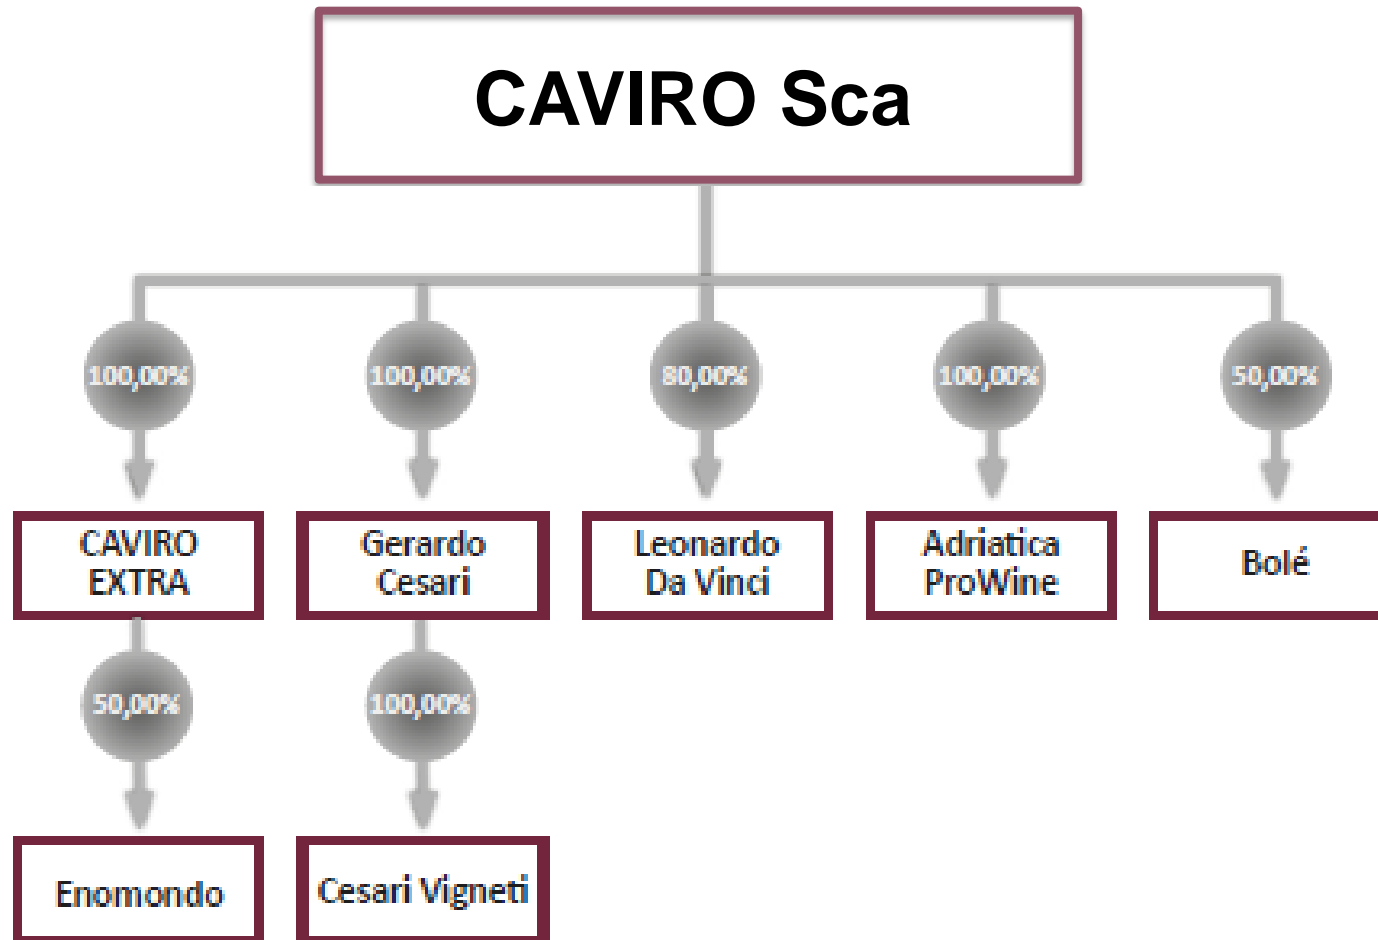 CAVIRO Sca
100,00%
100,00%
80,00%
100,00%
50,00%
CAVIRO
EXTRA
Gerardo
Cesari
Leonardo
Da Vinci
Adriatica
ProWine
Bolé
50,00%
100,00%
Enomondo
Cesari Vigneti